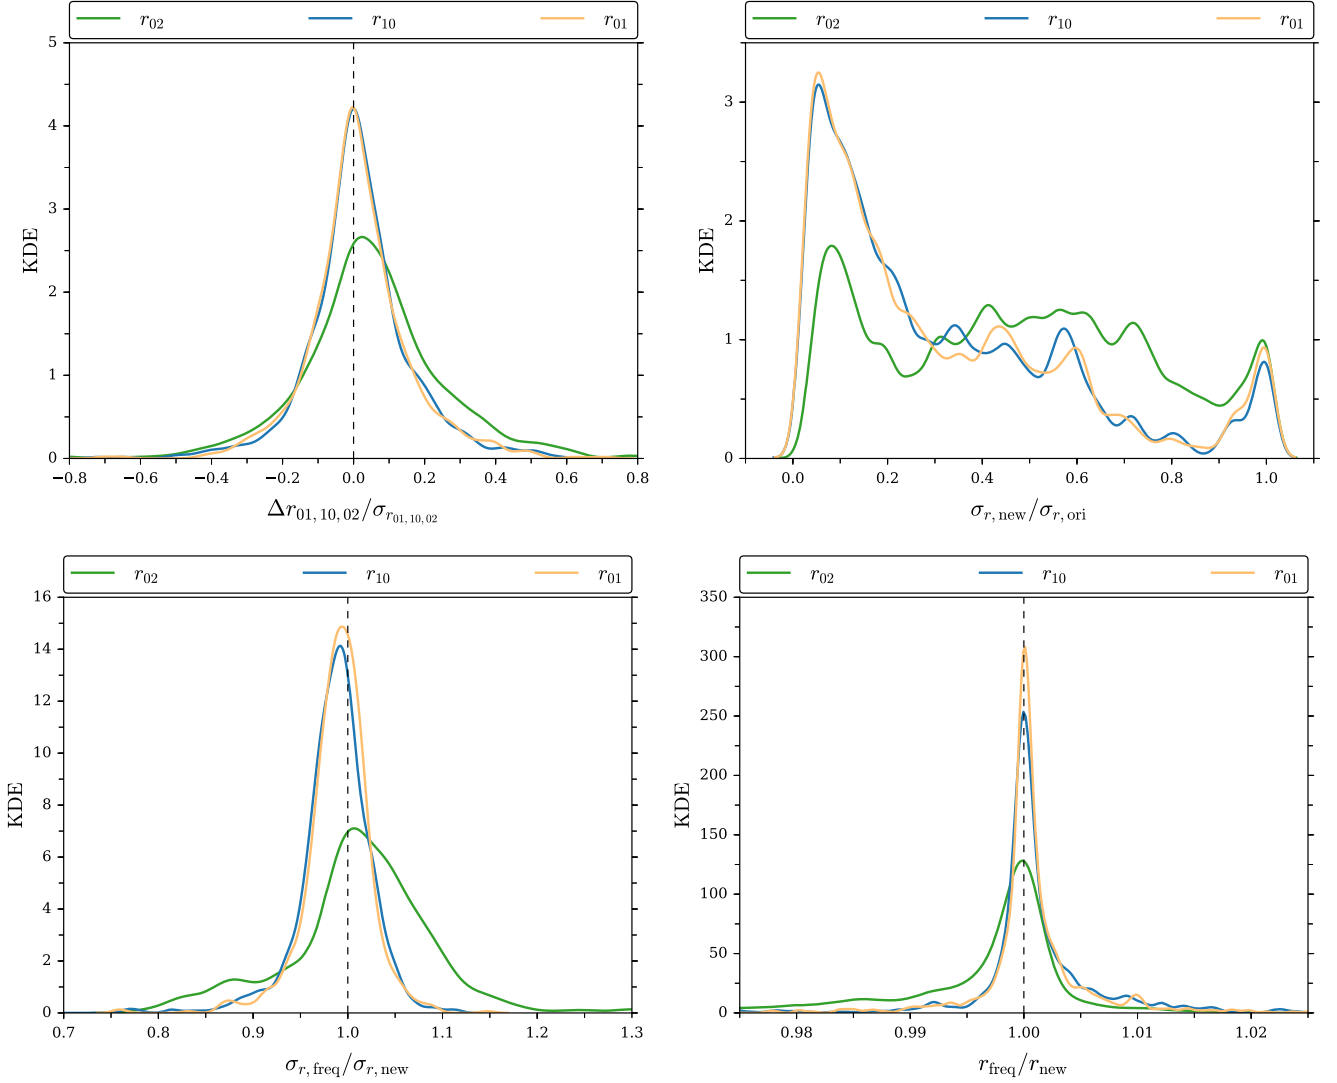 r02 r10 r01
5
4
3
2
1
0
KDE
−0.8 −0.6 −0.4 −0.2 0.0 0.2 0.4 0.6 0.8
Δr01, 10, 02/σr01, 10, 02
r02 r10 r01
3
2
1
0
KDE
0.0 0.2 0.4 0.6 0.8 1.0
σr, new/σr, ori
r02 r10 r01
16
14
12
10
8
6
4
2
0
KDE
0.7 0.8 0.9 1.0 1.1 1.2 1.3
σr, freq/σr, new
r02 r10 r01
350
300
250
200
150
100
50
0
KDE
0.98 0.99 1.00 1.01 1.02
rfreq/rnew